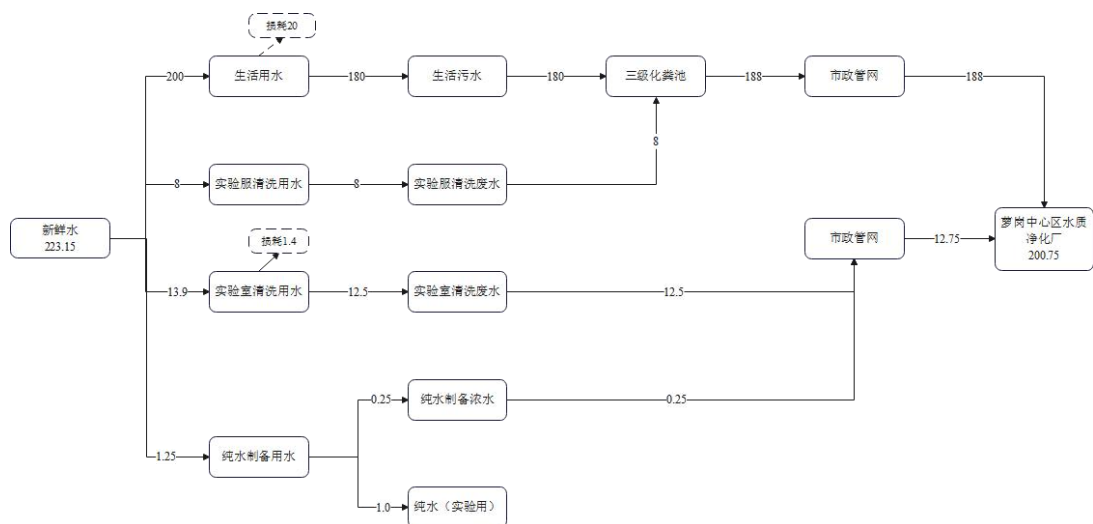 损耗20
200
生活用水
180
生活污水
180
三级化粪池
188
市政管网
188
8
8
实验服清洗用水
8
实验服清洗废水
新鲜水
223.15
损耗1.4
市政管网
12.75
萝岗中心区水质
净化厂
200.75
13.9
实验室清洗用水
12.5
实验室清洗废水
12.5
0.25
纯水制备浓水
0.25
1.25
纯水制备用水
1.0
纯水（实验用）